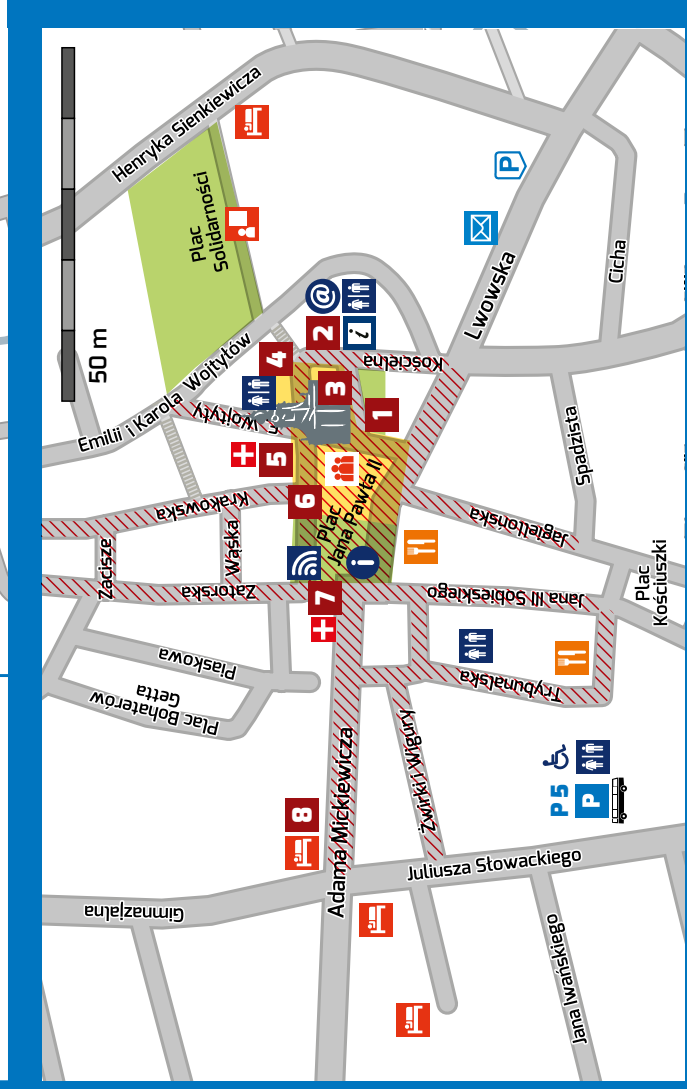 Henryka Sienkiewicza
Plac
Solidarności
50 m
Emilii i Karola Wojtyłów
Lwowska
Cicha
@
2
i
4
3
1
Kościelna
E. Wojtyły
5
6
Plac
Jana Pawła II
Spadzista
Krakowska
Zacisze
Wąska
Zatorska
i
Jagiellońska
7
Jana III Sobieskiego
Plac
Kościuszki
Piaskowa
Plac Bohaterów
Getta
Trybunalska
Adama Mickiewicza
Żwirki i Wigury
8
P
P 5
P
Juliusza Słowackiego
Gimnazjalna
Jana Iwańskiego